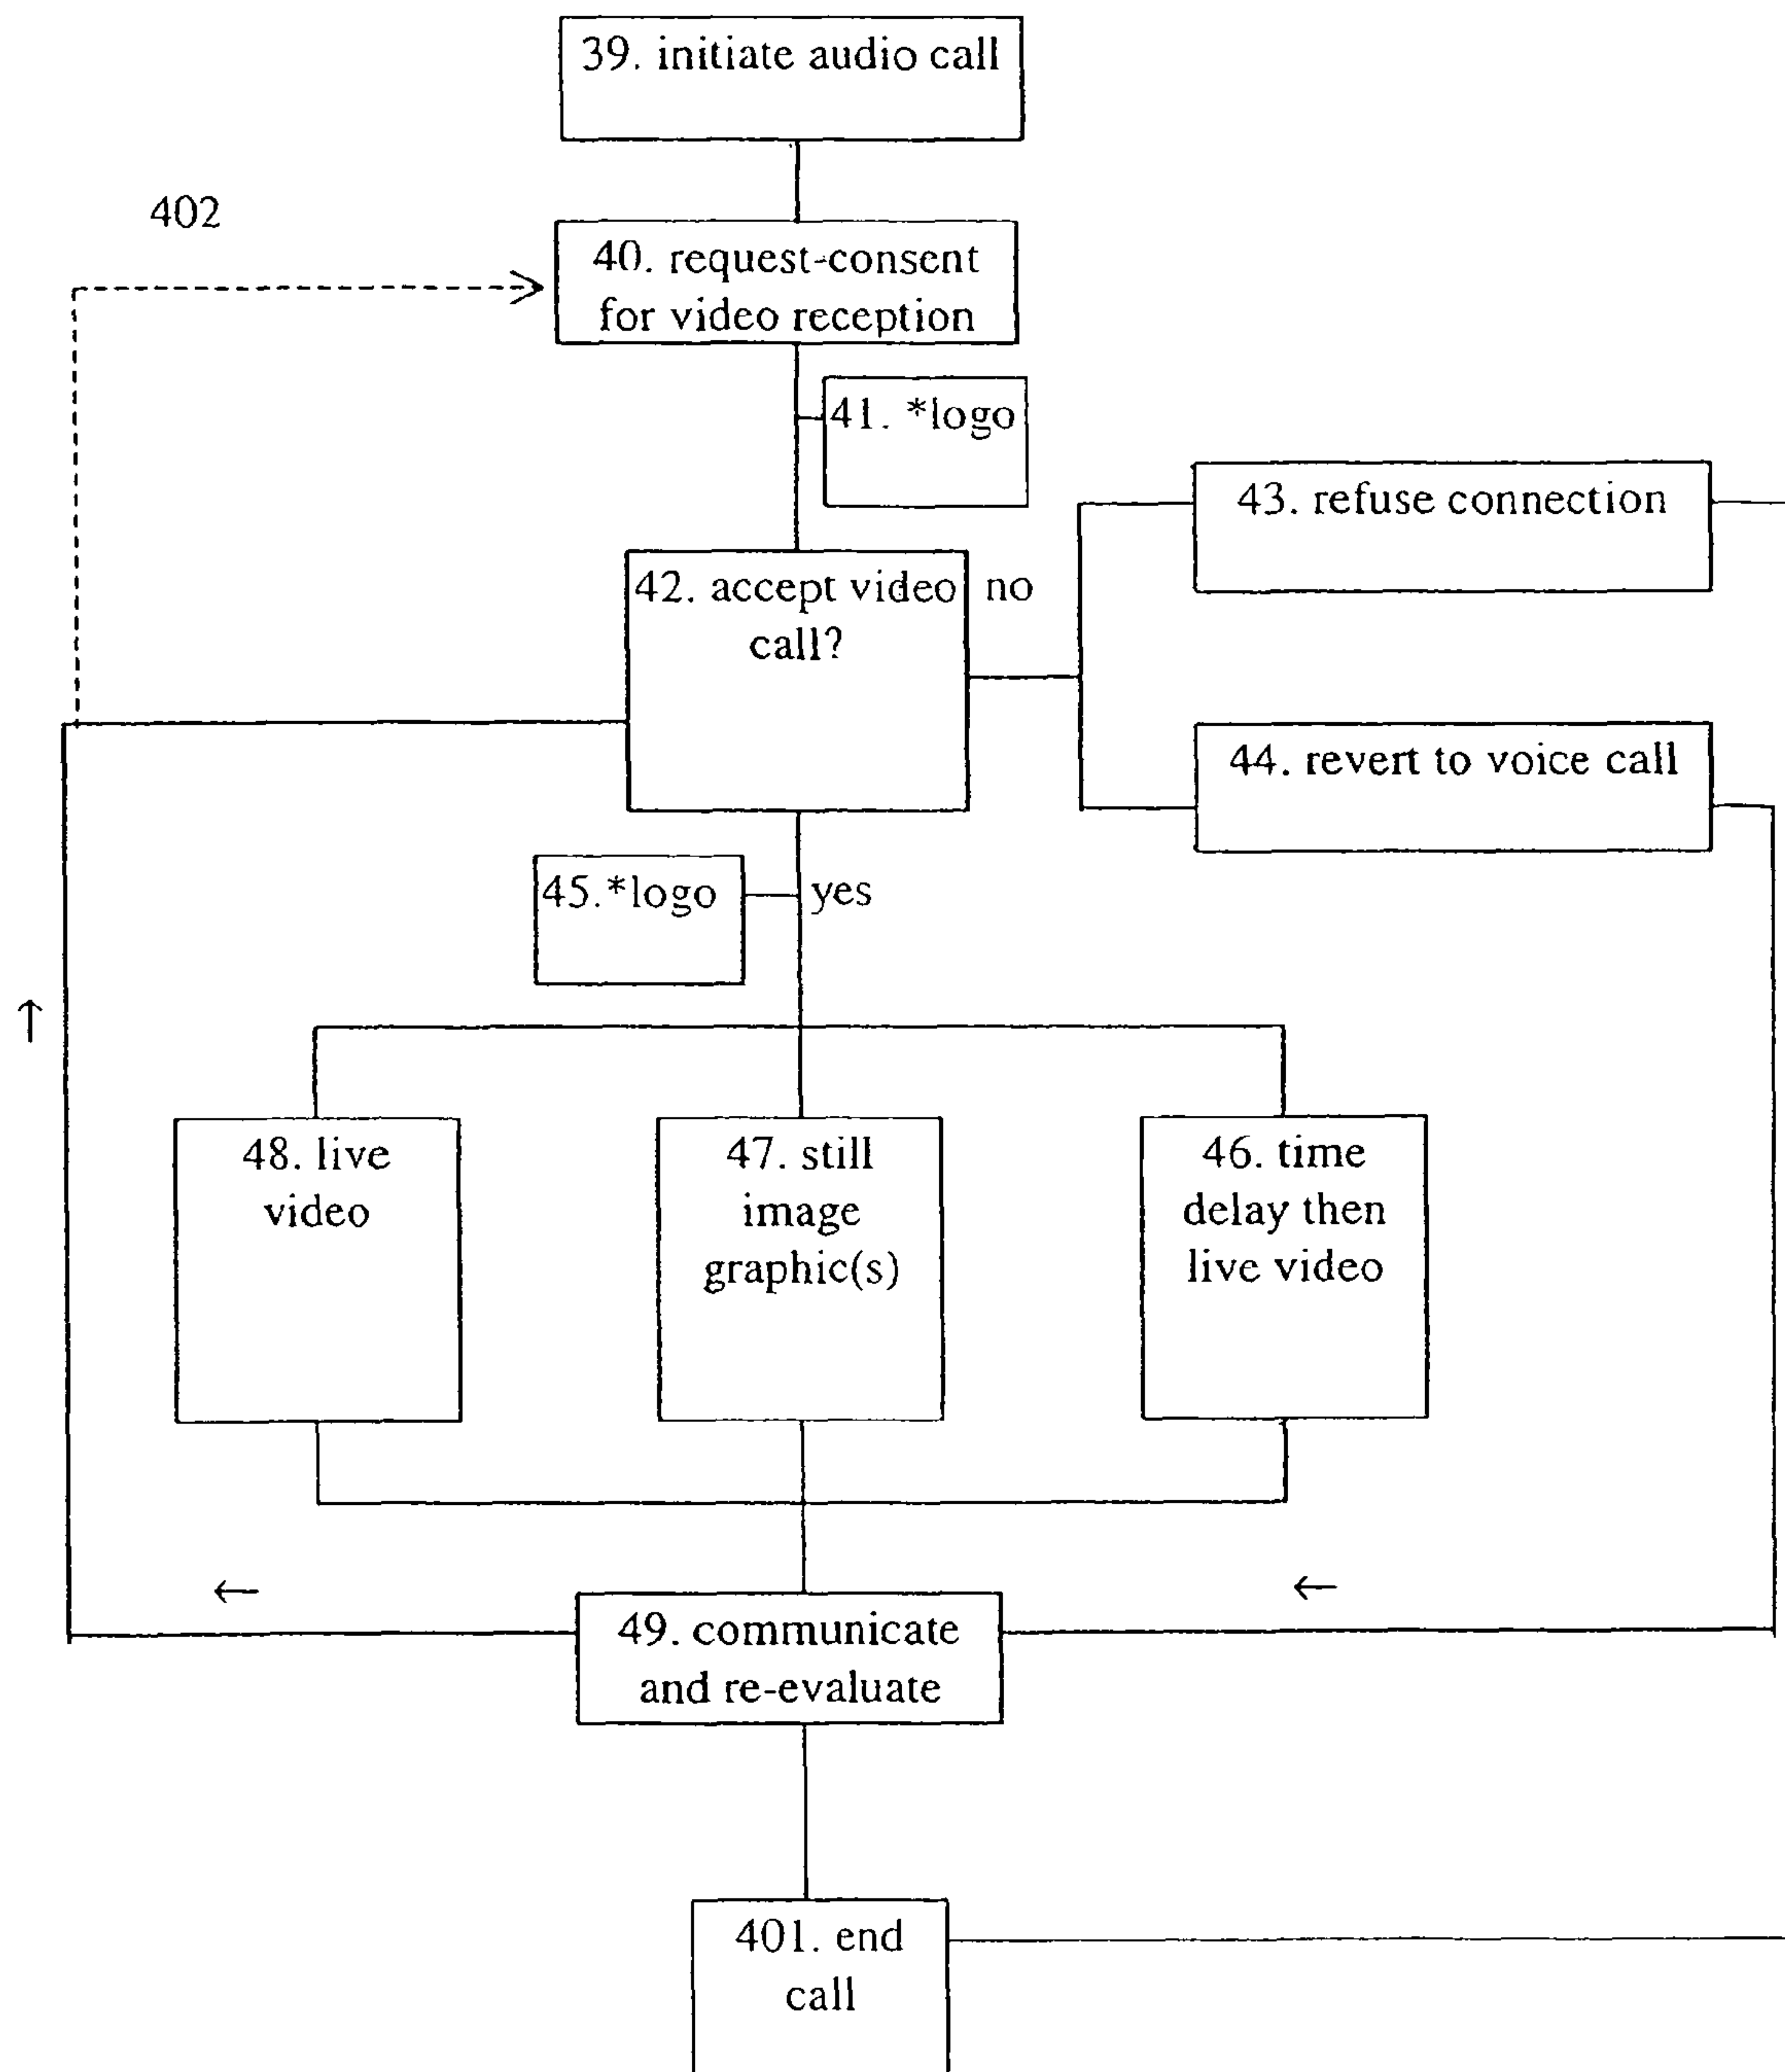 39. initiate audio call
402
40. request-consent
for video reception
41. *logo
43. refuse connection
42. accept video
call?
no
44. revert to voice call
45.*logo
yes
↑
48. live
video
47. still
image
graphic(s)
46. time
delay then
live video
←
←
49. communicate
and re-evaluate
401. end
call